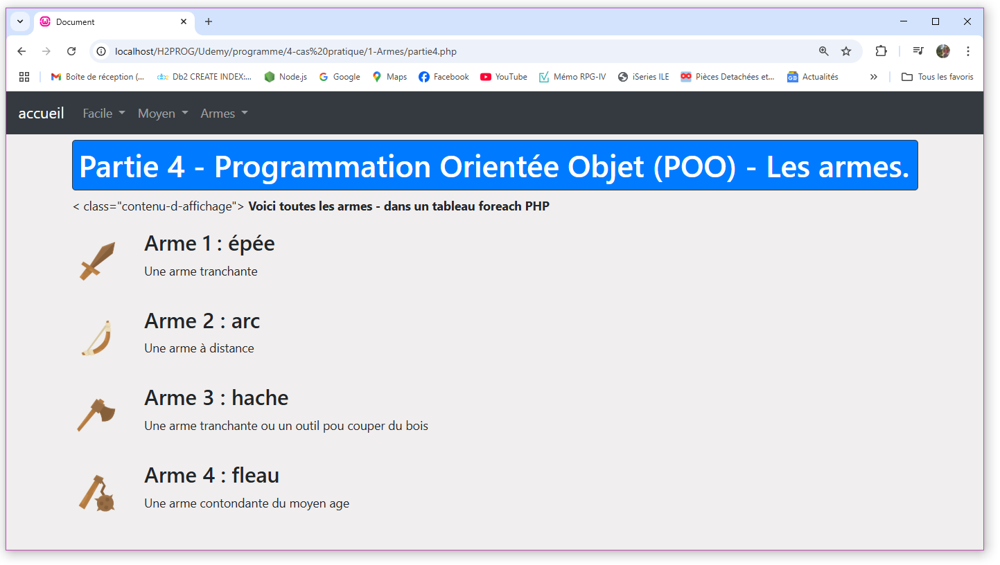 Document
localhost/H2PROG/Udemy/programme/4-cas%20pratique/1-Armes/partie4.php
Boîte de réception (... Db2 CREATE INDEX:... Node.js Google Maps Facebook YouTube Mémo RPG-IV iSeries ILE Pièces Detachées et... Actualités Tous les favoris
accueil Facile Moyen Armes
Partie 4 - Programmation Orientée Objet (POO) - Les armes.
< class="contenu-d-affichage"> Voici toutes les armes - dans un tableau foreach PHP
Arme 1 : épée
Une arme tranchante
Arme 2 : arc
Une arme à distance
Arme 3 : hache
Une arme tranchante ou un outil pou couper du bois
Arme 4 : fleau
Une arme contondante du moyen age